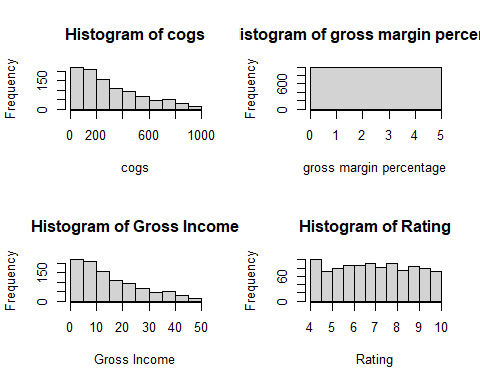 Histogram of cogs
Frequency
0 150
0 200 600 1000
cogs
istogram of gross margin percen
Frequency
0 600
0 1 2 3 4 5
gross margin percentage
Histogram of Gross Income
Frequency
0 150
0 10 20 30 40 50
Gross Income
Histogram of Rating
Frequency
0 60
4 5 6 7 8 9 10
Rating